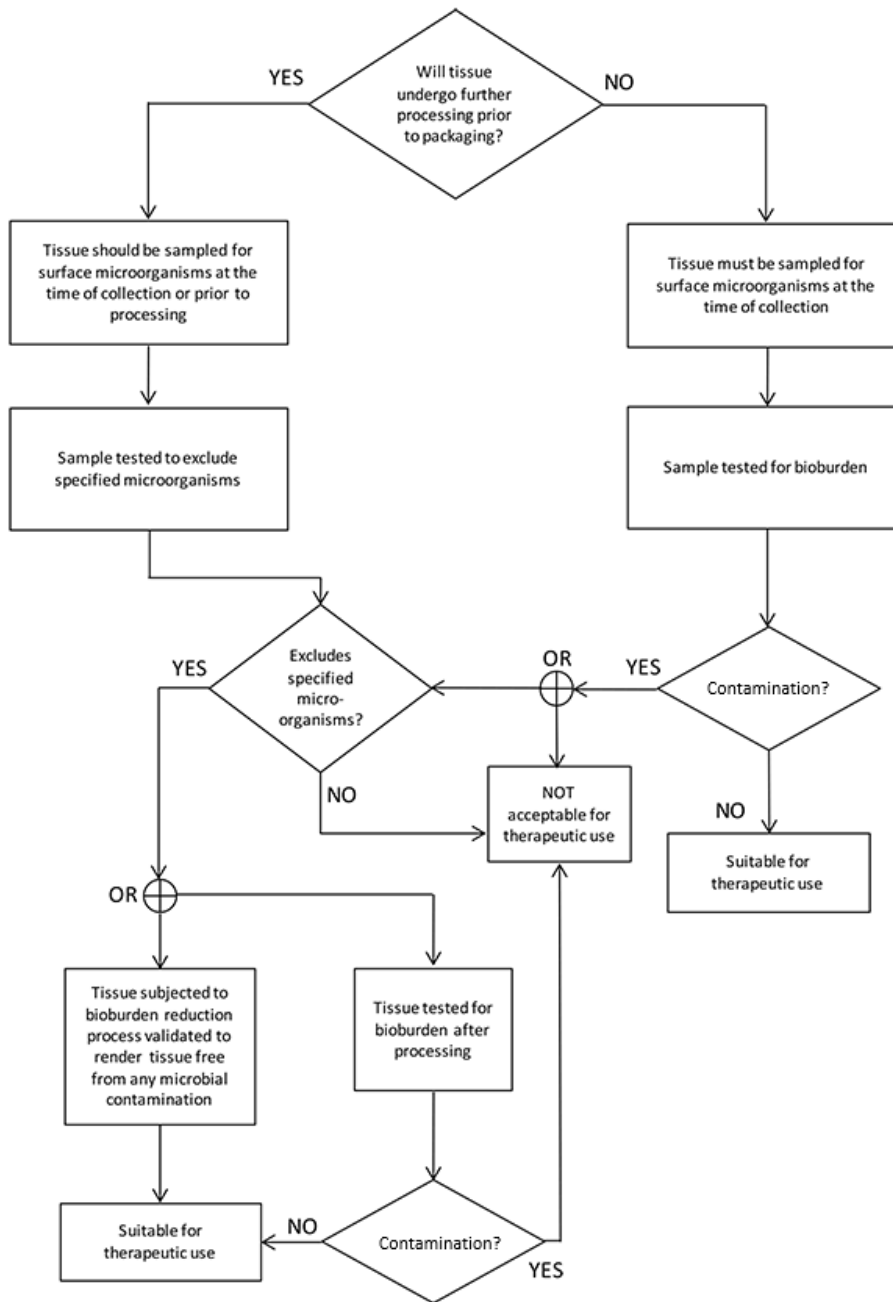 Will tissue
undergo further
processing prior
to packaging?
YES
NO
Tissue should be sampled for
surface microorganisms at the
time of collection or prior to
processing
Tissue must be sampled for
surface microorganisms at the
time of collection
Sample tested to exclude
specified microorganisms
Sample tested for bioburden
Excludes
specified
micro-
organisms?
YES
NO
OR
YES
Contamination?
NO
NOT
acceptable for
therapeutic use
Suitable for
therapeutic use
OR
Tissue subjected to
bioburden reduction
process validated to
render tissue free
from any microbial
contamination
Tissue tested for
bioburden after
processing
Suitable for
therapeutic use
NO
Contamination?
YES